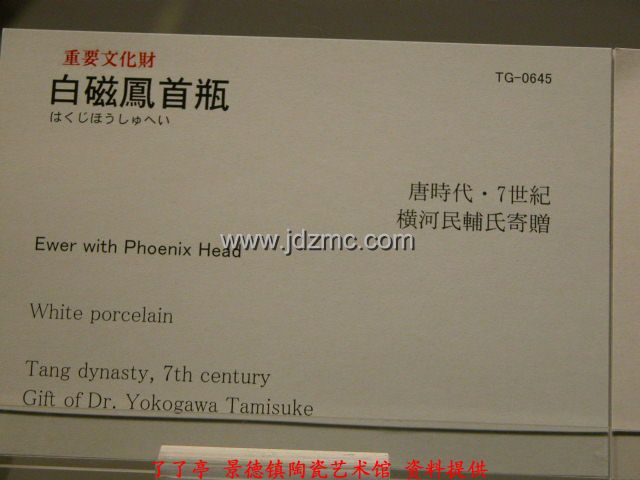 重要文化財
TG-0645
白磁鳳首瓶
はくじほうしゅへい
唐時代・7世紀
横河民輔氏寄贈
www.jdzmc.com
Ewer with Phoenix Head
White porcelain
Tang dynasty, 7th century
Gift of Dr. Yokogawa Tamisuke
了了亭 景德镇陶瓷艺术馆 资料提供